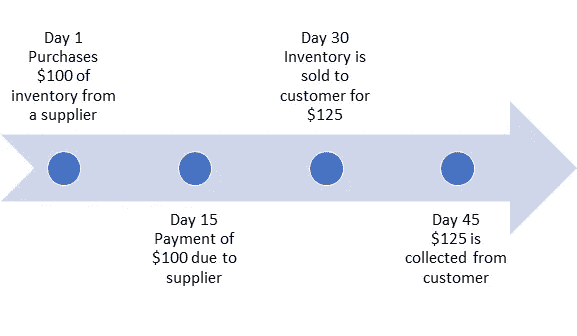 Day 1
Purchases
$100 of
inventory from
a supplier
Day 15
Payment of
$100 due to
supplier
Day 30
Inventory is
sold to
customer for
$125
Day 45
$125 is
collected from
customer